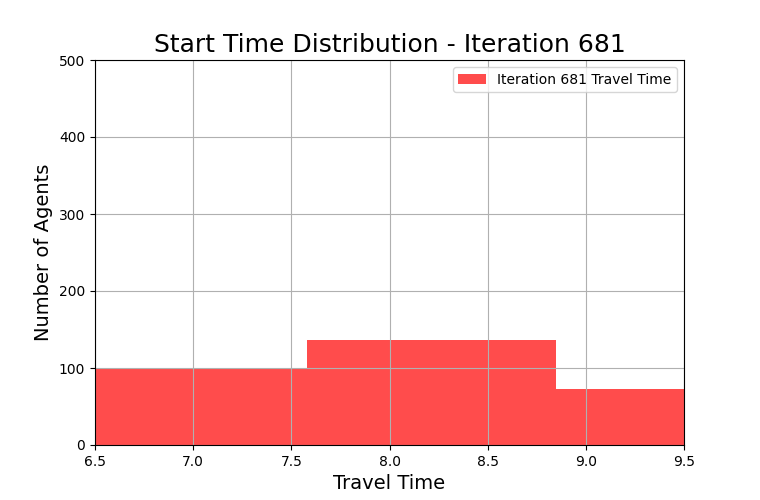 Start Time Distribution - Iteration 681
Iteration 681 Travel Time
Number of Agents
500
400
300
200
100
0
6.5 7.0 7.5 8.0 8.5 9.0 9.5
Travel Time